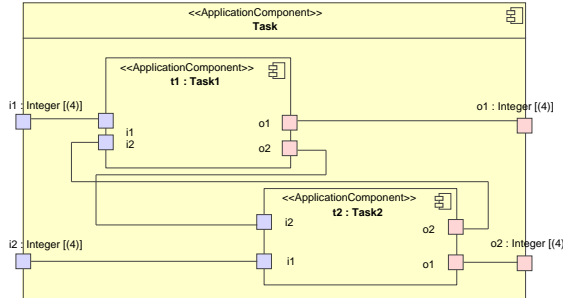 <<ApplicationComponent>>
Task
<<ApplicationComponent>>
t1 : Task1
i1 : Integer [(4)]
o1 : Integer [(4)]
i1
i2
o1
o2
<<ApplicationComponent>>
t2 : Task2
i2
o2
i2 : Integer [(4)]
o2 : Integer [(4)
i1
o1